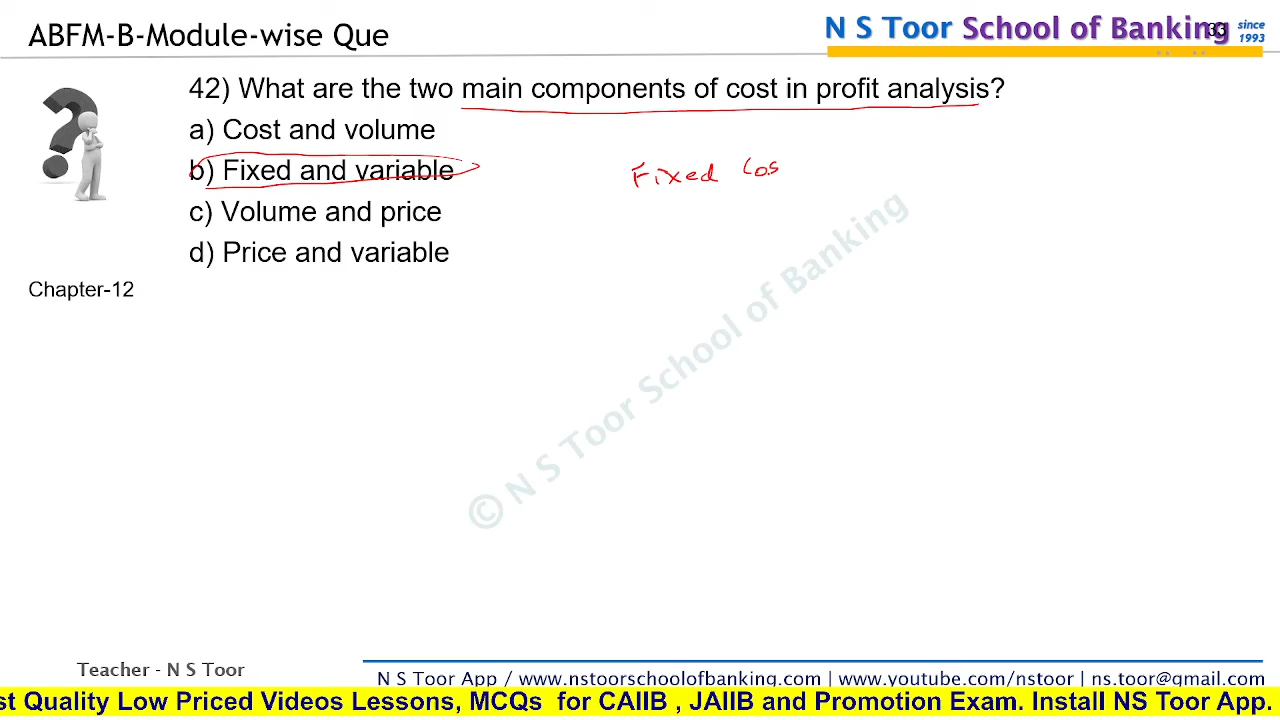 ABFM-B-Module-wise Que
N S Toor School of Banking
since 1993
33
42) What are the two main components of cost in profit analysis?
a) Cost and volume
b) Fixed and variable
Fixed Cos
c) Volume and price
d) Price and variable
Chapter-12
© N S Toor School of Banking
Teacher - N S Toor
N S Toor App / www.nstoorschoolofbanking.com | www.youtube.com/nstoor | ns.toor@gmail.com
st Quality Low Priced Videos Lessons, MCQs for CAIIB , JAIIB and Promotion Exam. Install NS Toor App.